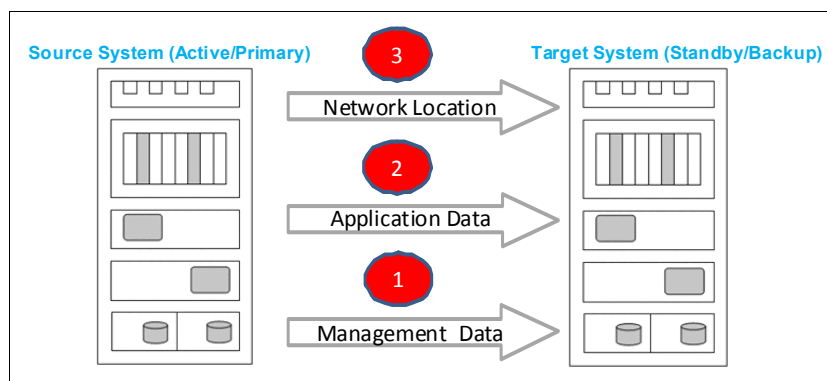 Source System (Active/Primary)
3
Target System (Standby/Backup)
Network Location
2
Application Data
1
Management Data